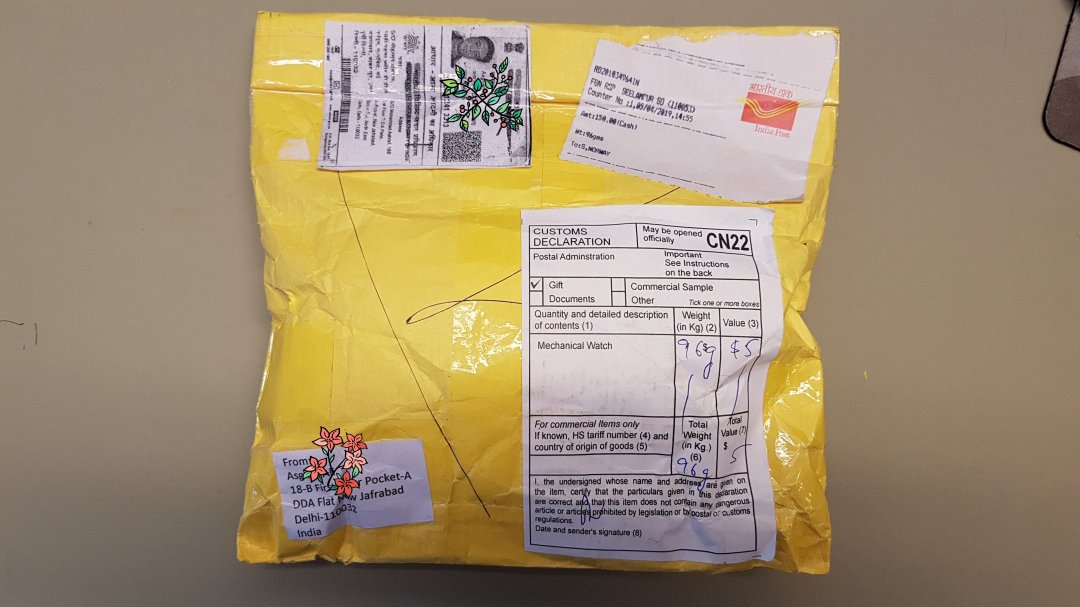 RD201034964IN
FGN RSP SEELAMPUR SO (110053)
Counter No :1,05/04/2019,14:55
Amt:150.00(Cash)
Wt:96gms
To:S,NORWAY
भारतीय डाक
India Post
CUSTOMS
DECLARATION
May be opened
officially
CN22
Postal Adminstration
Important
See Instructions
on the back
✓ Gift
Commercial Sample
Documents
Other
Tick one or more boxes
Quantity and detailed description
of contents (1)
Weight
(in Kg) (2)
Value (3)
Mechanical Watch
96g
$5
For commercial Items only
If known, HS tariff number (4) and
country of origin of goods (5)
Total
Weight
(in Kg.)
(6)
96g
Total
Value (7)
$
5
I, the undersigned whose name and address are given on
the item, certify that the particulars given in this declaration
are correct and that this item does not contain any dangerous
article or articles prohibited by legislation or by postal or customs
regulations
Date and sender's signature (8)
From
18-B Pocket-A
DDA Flat New Jafrabad
Delhi-110032
India